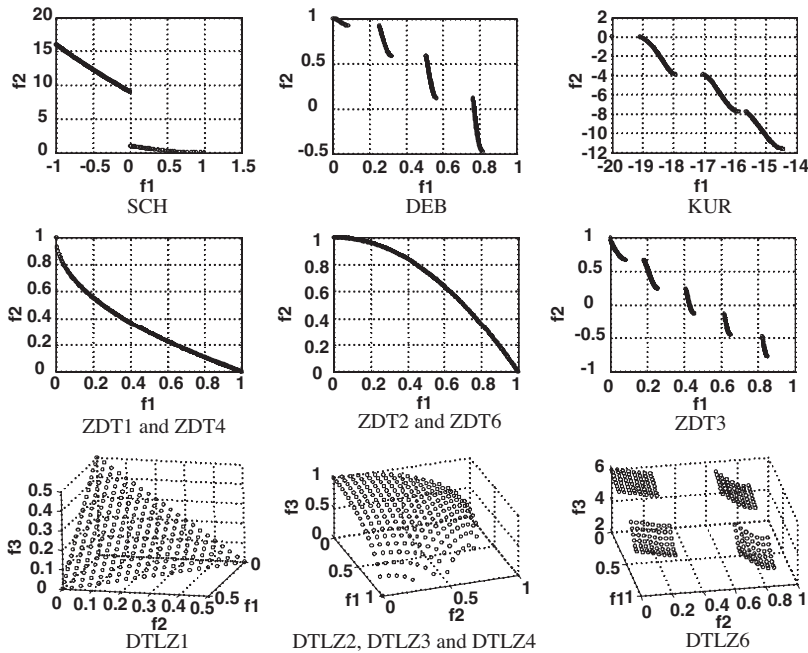 20
15
10
5
0
f2
-1 -0.5 0 0.5 1 1.5
f1
SCH
1
0.5
0
-0.5
f2
0 0.2 0.4 0.6 0.8 1
f1
DEB
2
0
-2
-4
-6
-8
-10
-12
f2
-20 -19 -18 -17 -16 -15 -14
f1
KUR
1
0.8
0.6
0.4
0.2
0
f2
0 0.2 0.4 0.6 0.8 1
f1
ZDT1 and ZDT4
1
0.8
0.6
0.4
0.2
0
f2
0 0.2 0.4 0.6 0.8 1
f1
ZDT2 and ZDT6
1
0.5
0
-0.5
-1
f2
0 0.2 0.4 0.6 0.8 1
f1
ZDT3
0.5
0.4
0.3
0.2
0.1
0
f3
0 0.1 0.2 0.3 0.4 0.5
f2
0
0.5
f1
DTLZ1
1
0.5
0
f3
0.5
f1 1
0 0.5 1
f2
DTLZ2, DTLZ3 and DTLZ4
6
4
2
f3
0
0.5
f11
0 0.2 0.4 0.6 0.8 1
f2
DTLZ6